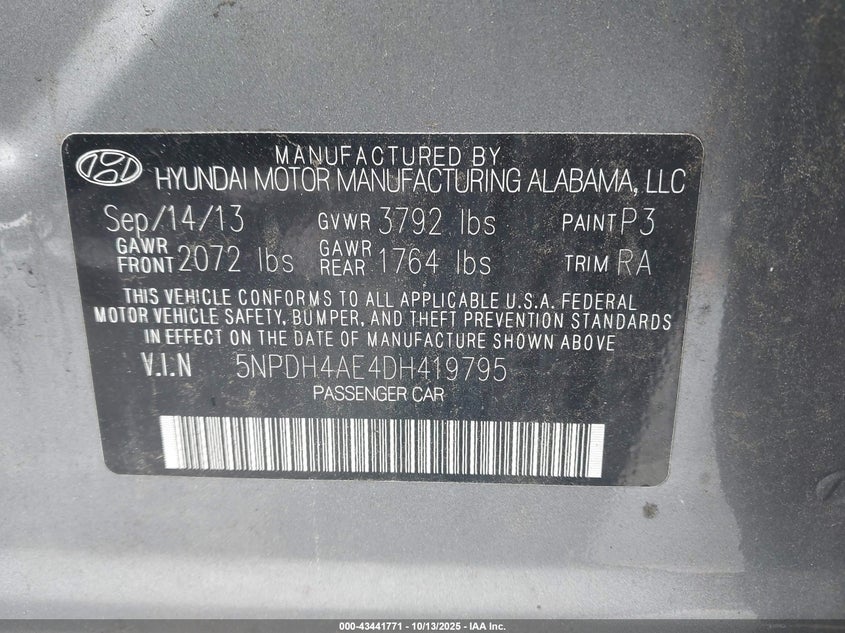 MANUFACTURED BY
HYUNDAI MOTOR MANUFACTURING ALABAMA, LLC
Sep/14/13 GVWR 3792 lbs PAINT P3
GAWR FRONT 2072 lbs GAWR REAR 1764 lbs TRIM RA
THIS VEHICLE CONFORMS TO ALL APPLICABLE U.S.A. FEDERAL
MOTOR VEHICLE SAFETY, BUMPER, AND THEFT PREVENTION STANDARDS
IN EFFECT ON THE DATE OF MANUFACTURE SHOWN ABOVE
V.I.N 5NPDH4AE4DH419795
PASSENGER CAR
000-43441771 - 10/13/2025 - IAA Inc.